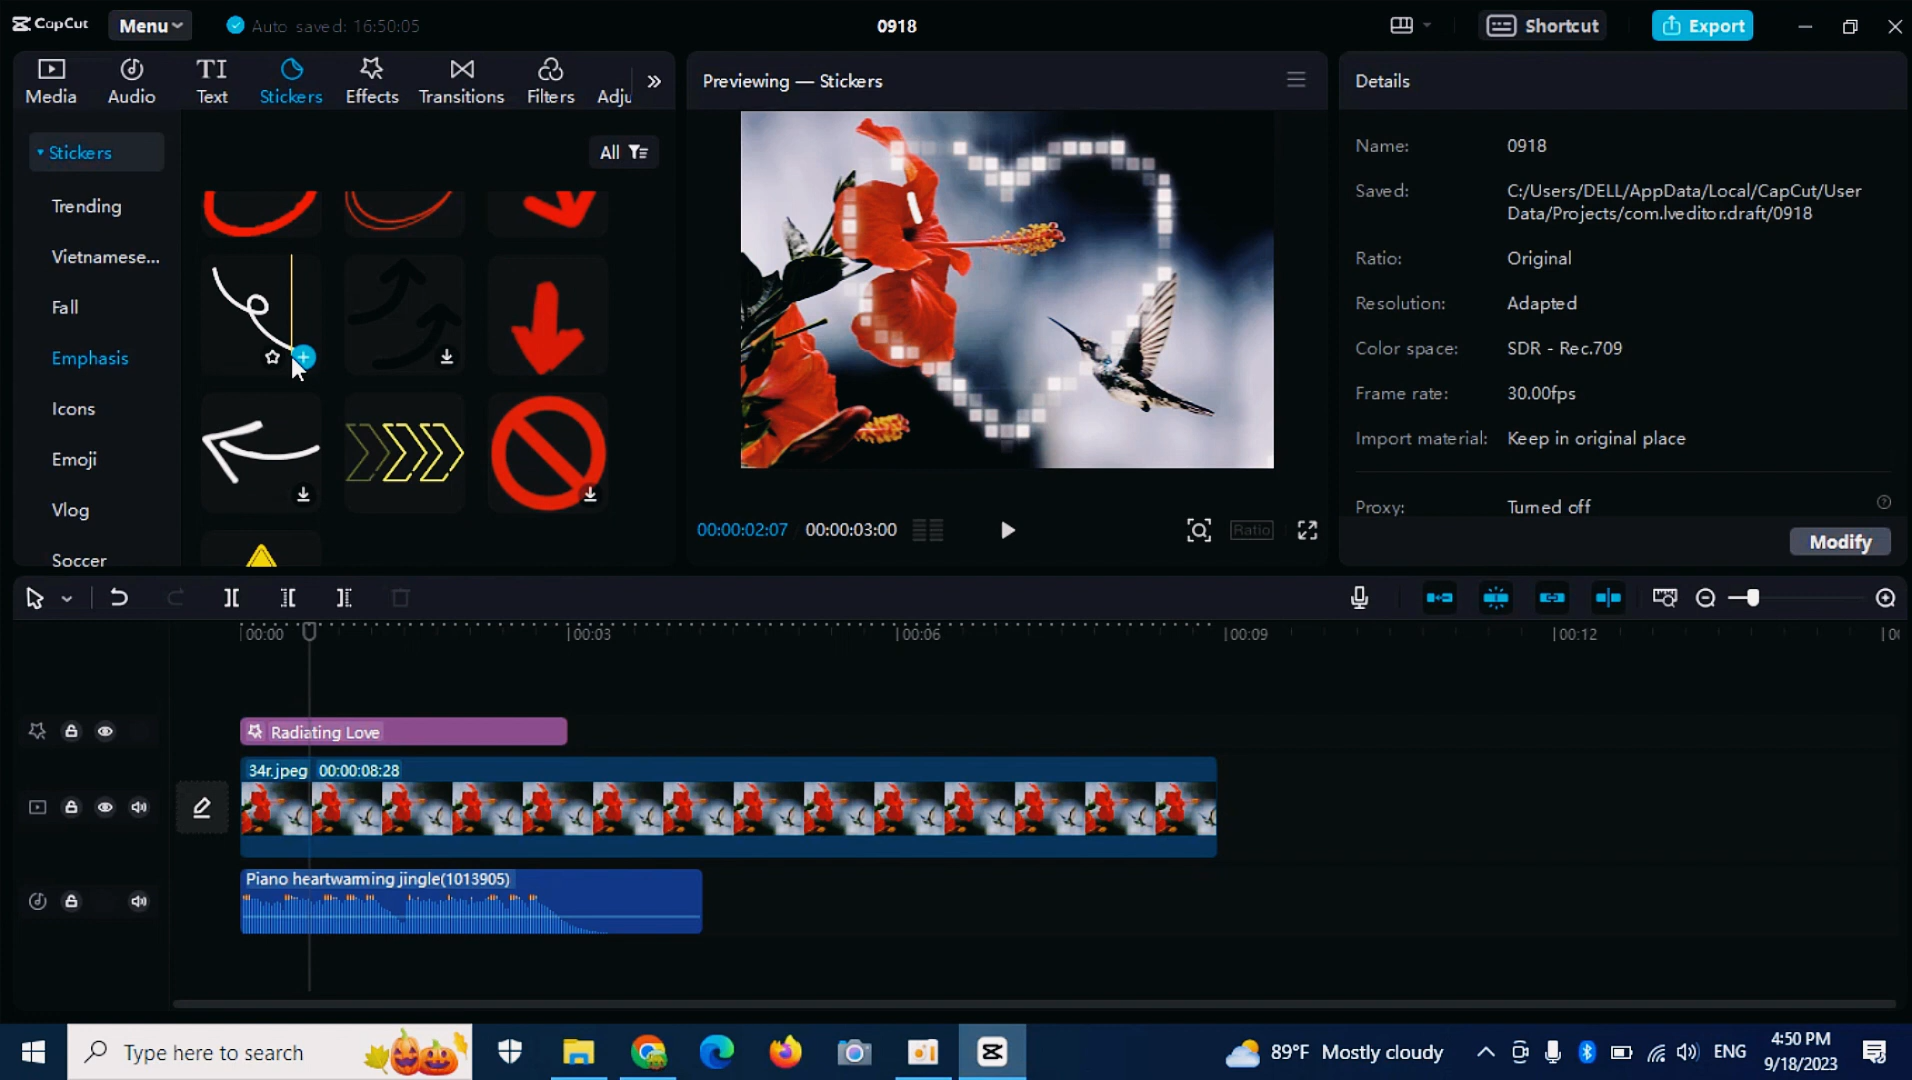 CapCut
Menu
Auto saved: 16:50:05
0918
Shortcut
Export
Media
Audio
TI
Text
Stickers
Effects
Transitions
Filters
Adju
Previewing — Stickers
Details
Stickers
All
Trending
Vietnamese...
Fall
Emphasis
Icons
Emoji
Vlog
Soccer
Name: 0918
Saved: C:/Users/DELL/AppData/Local/CapCut/User
Data/Projects/com.lveditor.draft/0918
Ratio: Original
Resolution: Adapted
Color space: SDR - Rec.709
Frame rate: 30.00fps
Import material: Keep in original place
Proxy: Turned off
Modify
00:00:02:07
00:00:03:00
Ratio
00:00
00:03
00:06
00:09
00:12
Radiating Love
34r.jpeg 00:00:08:28
Piano heartwarming jingle(1013905)
Type here to search
89°F Mostly cloudy
ENG
4:50 PM
9/18/2023